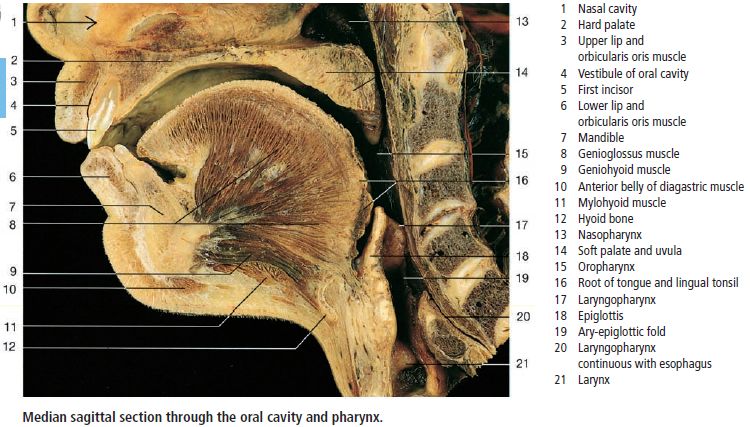 1
2
3
4
5
6
7
8
9
10
11
12
13
14
15
16
17
18
19
20
21
1 Nasal cavity
2 Hard palate
3 Upper lip and
orbicularis oris muscle
4 Vestibule of oral cavity
5 First incisor
6 Lower lip and
orbicularis oris muscle
7 Mandible
8 Genioglossus muscle
9 Geniohyoid muscle
10 Anterior belly of diagastric muscle
11 Mylohyoid muscle
12 Hyoid bone
13 Nasopharynx
14 Soft palate and uvula
15 Oropharynx
16 Root of tongue and lingual tonsil
17 Laryngopharynx
18 Epiglottis
19 Ary-epiglottic fold
20 Laryngopharynx
continuous with esophagus
21 Larynx
Median sagittal section through the oral cavity and pharynx.